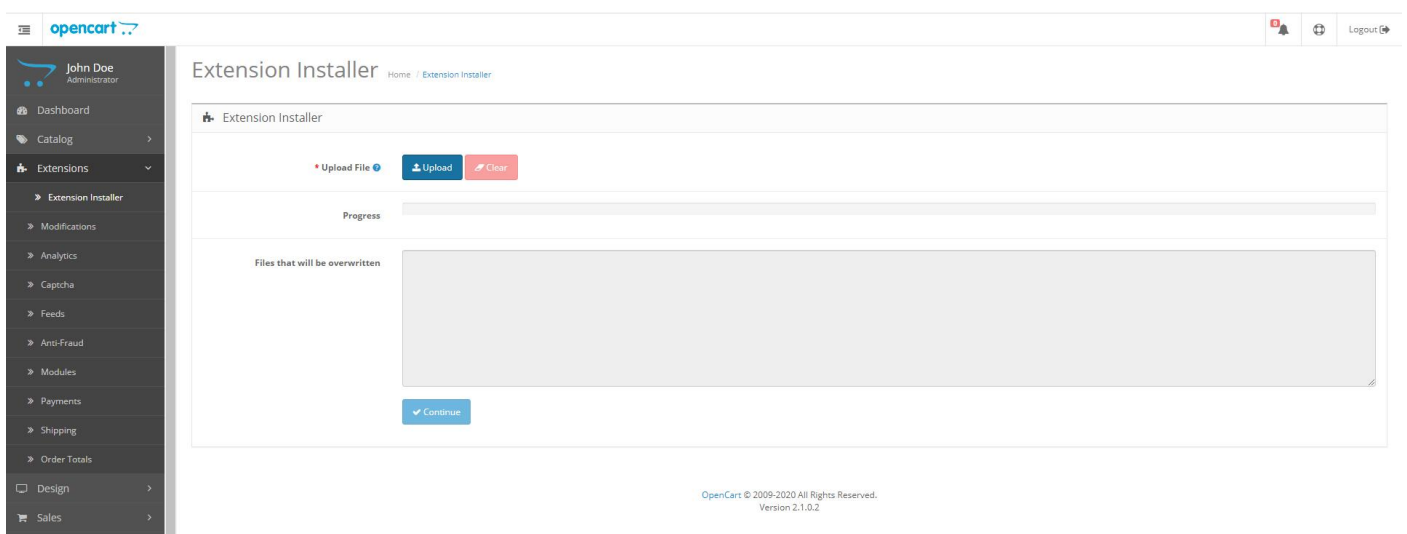 opencart
8
Logout
John Doe
Administrator
Dashboard
Catalog
Extensions
Extension Installer
Modifications
Analytics
Captcha
Feeds
Anti-Fraud
Modules
Payments
Shipping
Order Totals
Design
Sales
Extension Installer Home / Extension Installer
Extension Installer
* Upload File ? Upload Clear
Progress
Files that will be overwritten
Continue
OpenCart © 2009-2020 All Rights Reserved.
Version 2.1.0.2